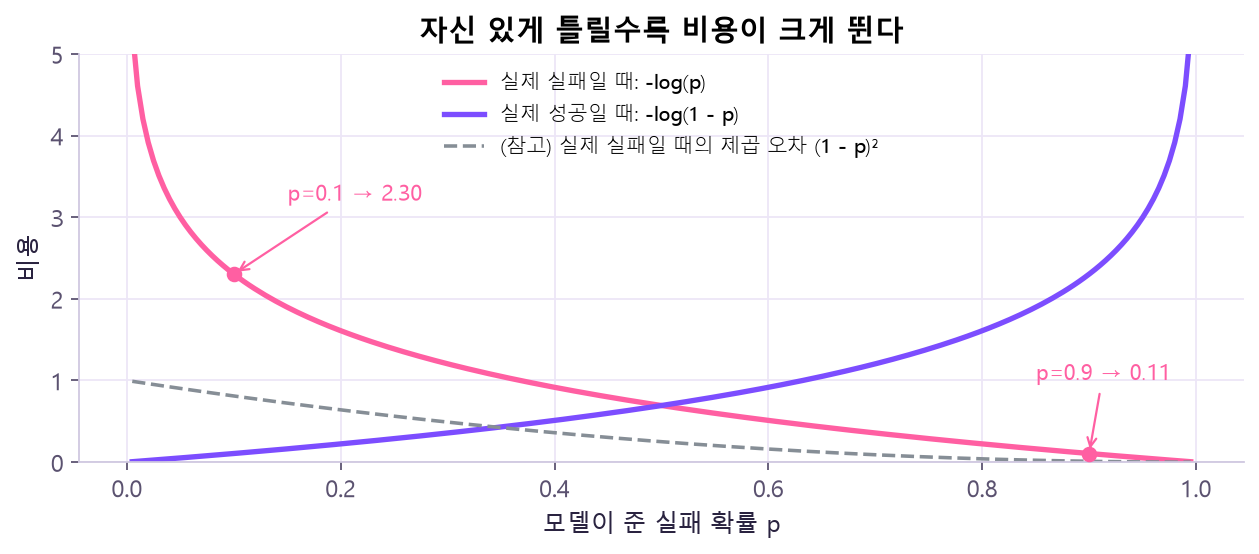 자신 있게 틀릴수록 비용이 크게 뛴다
실제 실패일 때: -log(p)
실제 성공일 때: -log(1 - p)
(참고) 실제 실패일 때의 제곱 오차 (1 - p)²
p=0.1 → 2.30
p=0.9 → 0.11
비용
5
4
3
2
1
0
0.0 0.2 0.4 0.6 0.8 1.0
모델이 준 실패 확률 p